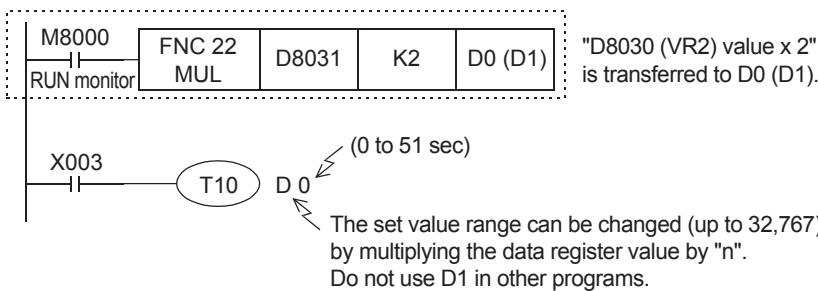 M8000
RUN monitor
FNC 22
MUL
D8031
K2
D0 (D1)
"D8030 (VR2) value x 2"
is transferred to D0 (D1).
X003
T10
D 0
(0 to 51 sec)
The set value range can be changed (up to 32,767)
by multiplying the data register value by "n".
Do not use D1 in other programs.